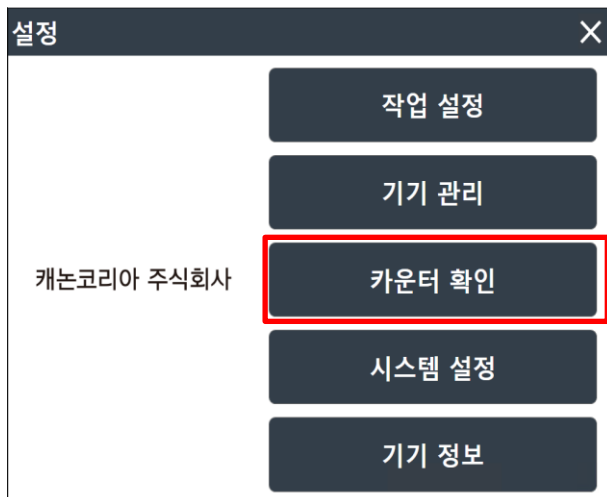 설정
작업 설정
기기 관리
캐논코리아 주식회사
카운터 확인
시스템 설정
기기 정보